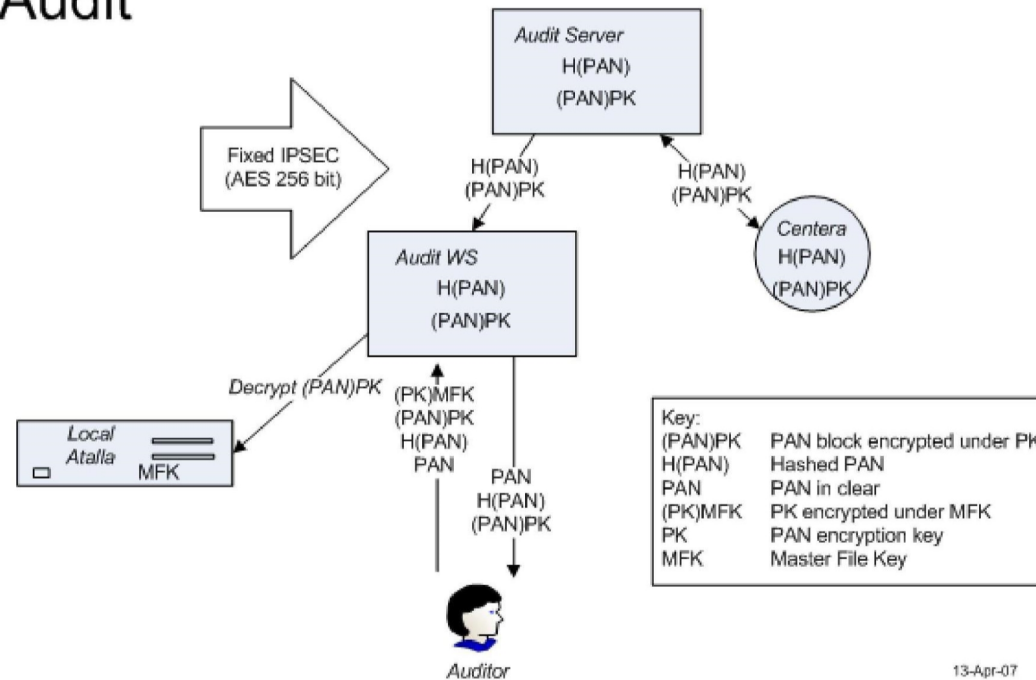 Audit
Audit Server
H(PAN)
(PAN)PK
Fixed IPSEC
(AES 256 bit)
H(PAN)
(PAN)PK
H(PAN)
(PAN)PK
Centera
H(PAN)
(PAN)PK
Audit WS
H(PAN)
(PAN)PK
Decrypt (PAN)PK
(PK)MFK
(PAN)PK
H(PAN)
PAN
Local
Atalla
MFK
PAN
H(PAN)
(PAN)PK
Key:
(PAN)PK PAN block encrypted under PK
H(PAN) Hashed PAN
PAN PAN in clear
(PK)MFK PK encrypted under MFK
PK PAN encryption key
MFK Master File Key
Auditor
13-Apr-07